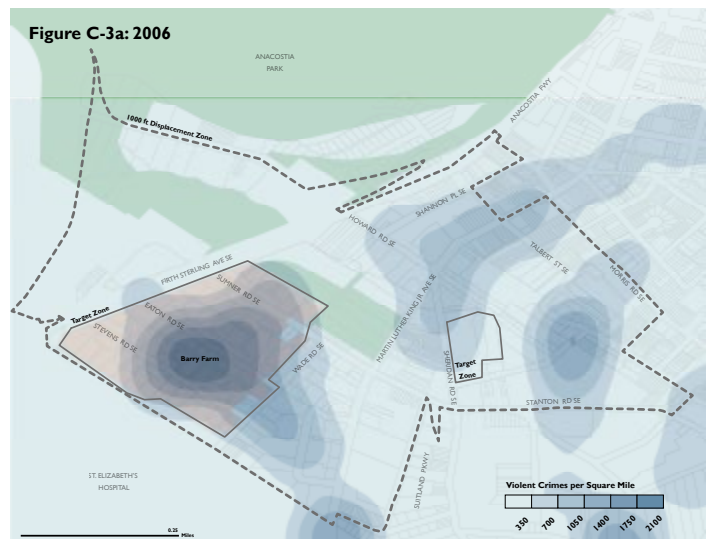 Figure C-3a: 2006
ANACOSTIA
PARK
ANACOSTIA FWY
1000 ft Displacement Zone
SHANNON PL SE
HOWARD RD SE
TALBERT ST SE
MORRIS RD SE
FIRTH STERLING AVE SE
SUMNER RD SE
EATON RD SE
Target Zone
STEVENS RD SE
Barry Farm
WADE RD SE
MARTIN LUTHER KING JR AVE SE
SHERIDAN RD SE
Target
Zone
STANTON RD SE
SUITLAND PKWY
ST. ELIZABETH'S
HOSPITAL
Violent Crimes per Square Mile
350 700 1050 1400 1750 2100
0.25
Miles